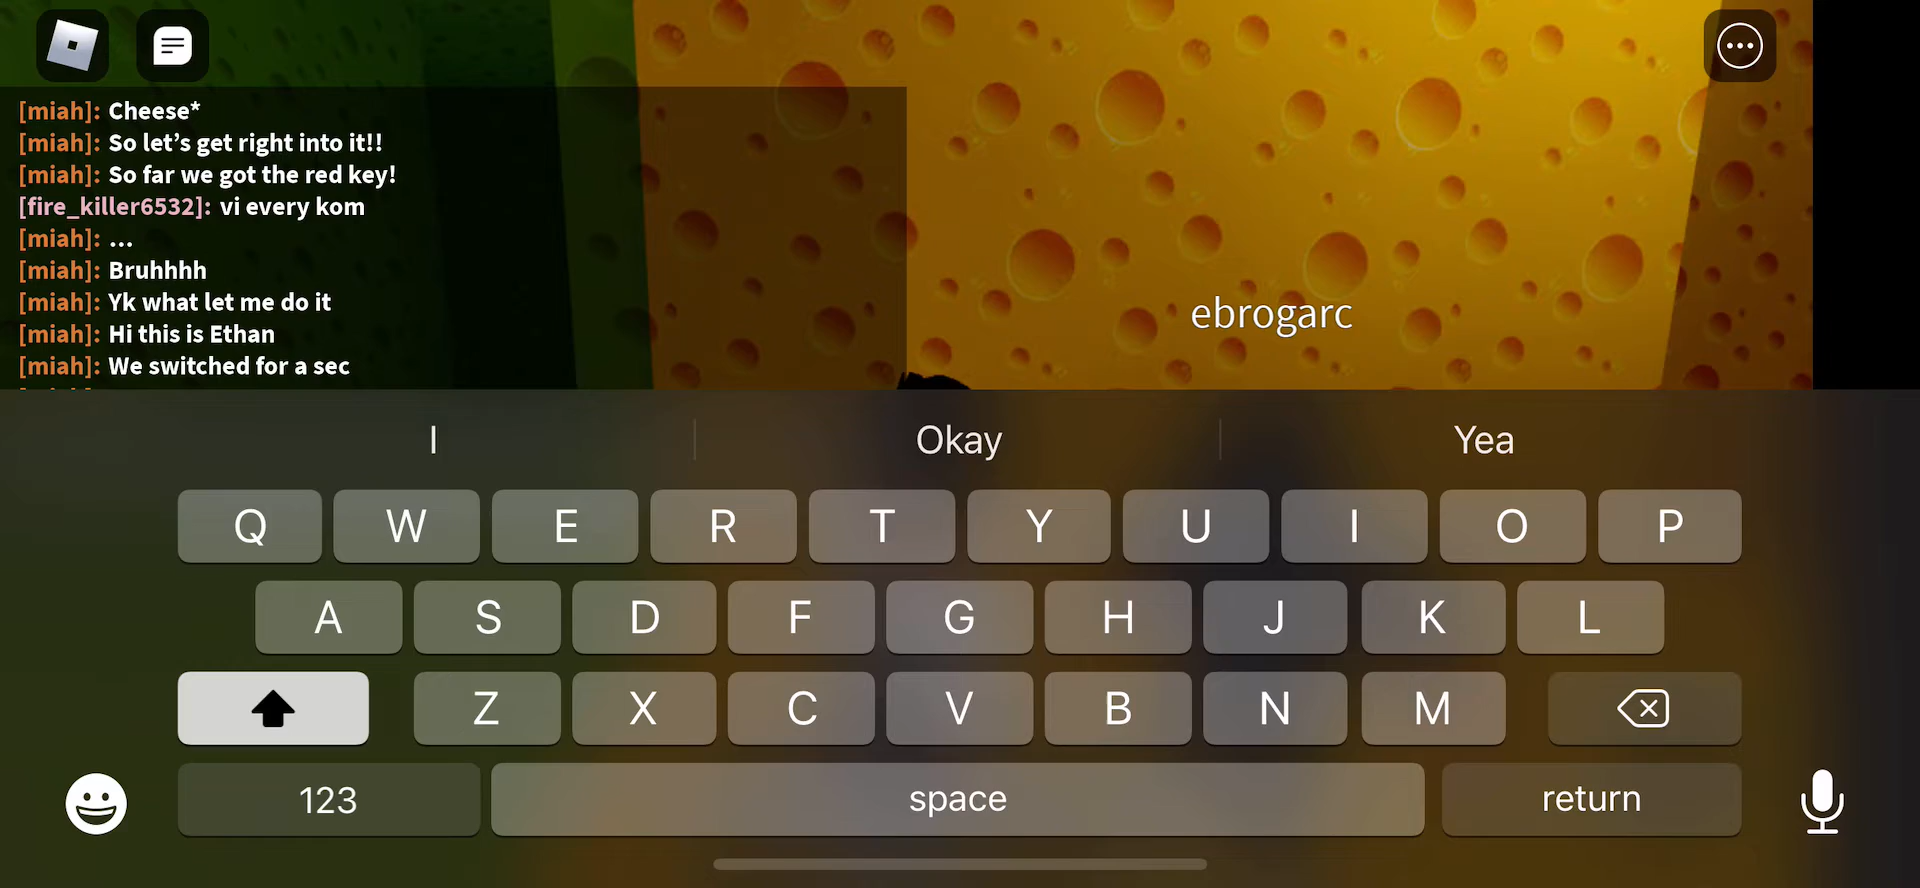 [miah]: Cheese*
[miah]: So let’s get right into it!!
[miah]: So far we got the red key!
[fire_killer6532]: vi every kom
[miah]: ...
[miah]: Bruhhhh
[miah]: Yk what let me do it
[miah]: Hi this is Ethan
[miah]: We switched for a sec
ebrogarc
I Okay Yea
Q W E R T Y U I O P
A S D F G H J K L
Z X C V B N M
123 space return